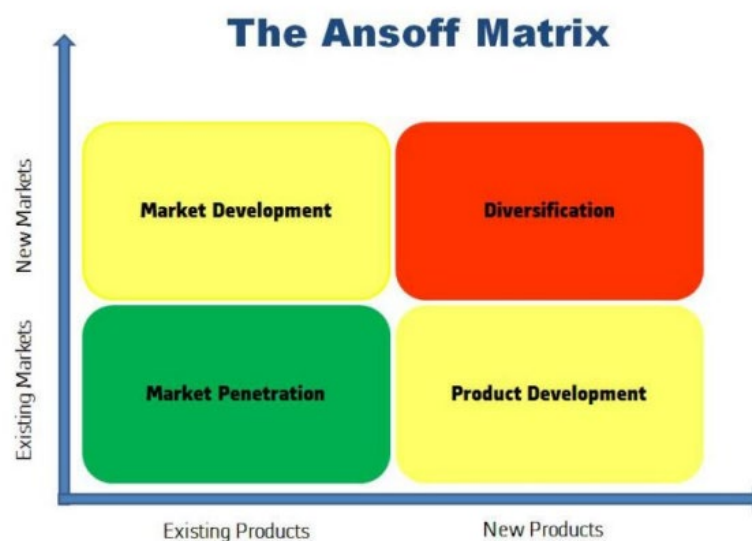 The Ansoff Matrix
New Markets
Market Development
Diversification
Existing Markets
Market Penetration
Product Development
Existing Products
New Products